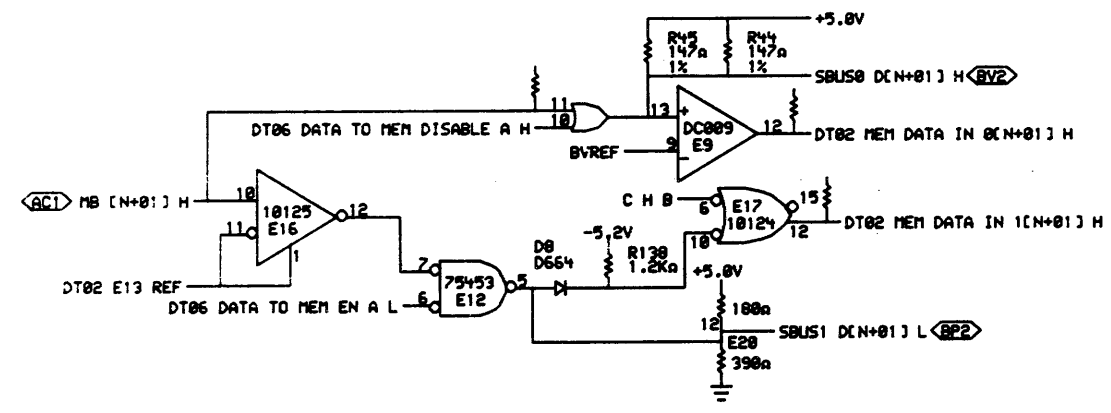 +5.0V
R45 R44
147Ω 147Ω
1% 1%
SBUS0 D[N+01] H BV2
11
10
DT06 DATA TO MEM DISABLE A H
13
+
DC009
E9
12
DT02 MEM DATA IN 0[N+01] H
BVREF
9
-
AC1 MB [N+01] H
10
10125
E16
12
11
1
DT02 E13 REF
C H B
6
E17
10124
15
12
DT02 MEM DATA IN 1[N+01] H
10
-5.2V
R138
1.2KΩ
D8
D664
+5.0V
7
75453
E12
5
6
DT06 DATA TO MEM EN A L
180Ω
12
SBUS1 D[N+01] L BP2
E20
390Ω